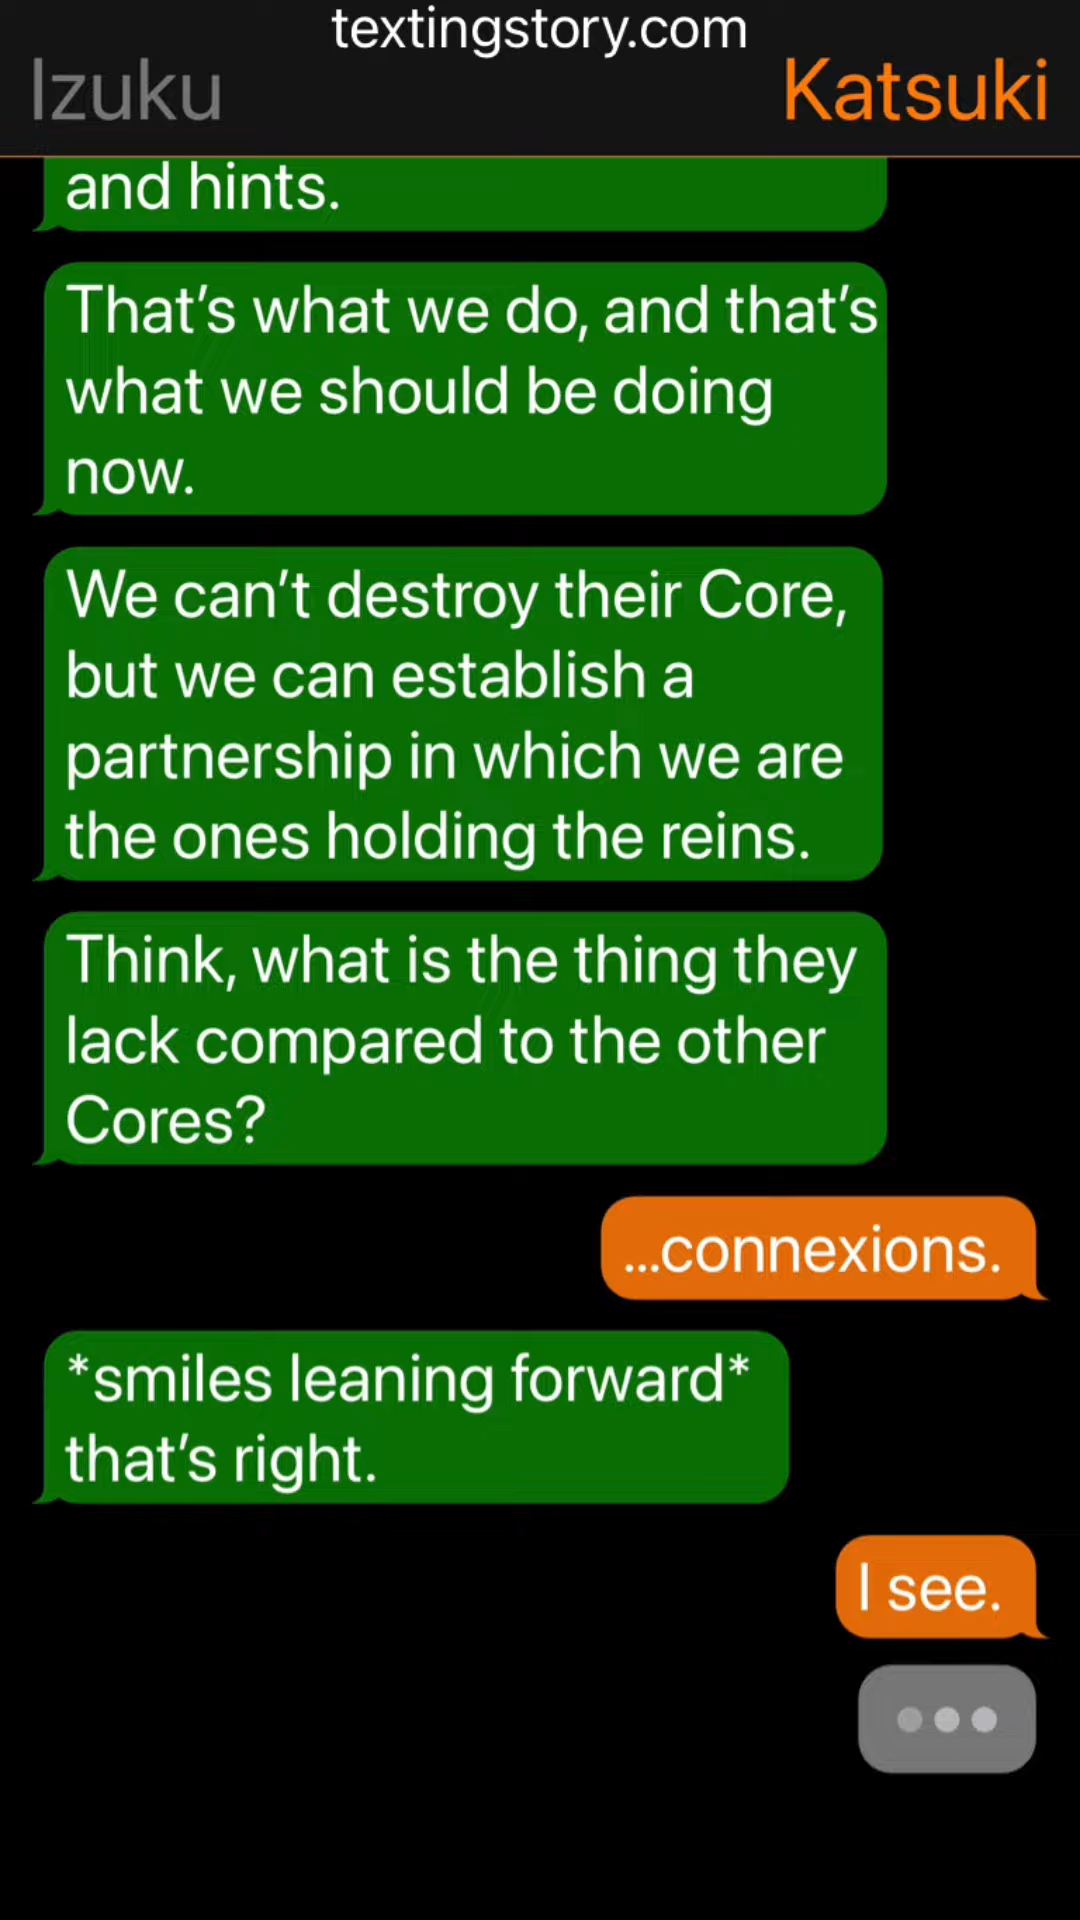 textingstory.com
Izuku
Katsuki
and hints.
That’s what we do, and that’s
what we should be doing
now.
We can’t destroy their Core,
but we can establish a
partnership in which we are
the ones holding the reins.
Think, what is the thing they
lack compared to the other
Cores?
...connexions.
*smiles leaning forward*
that’s right.
I see.